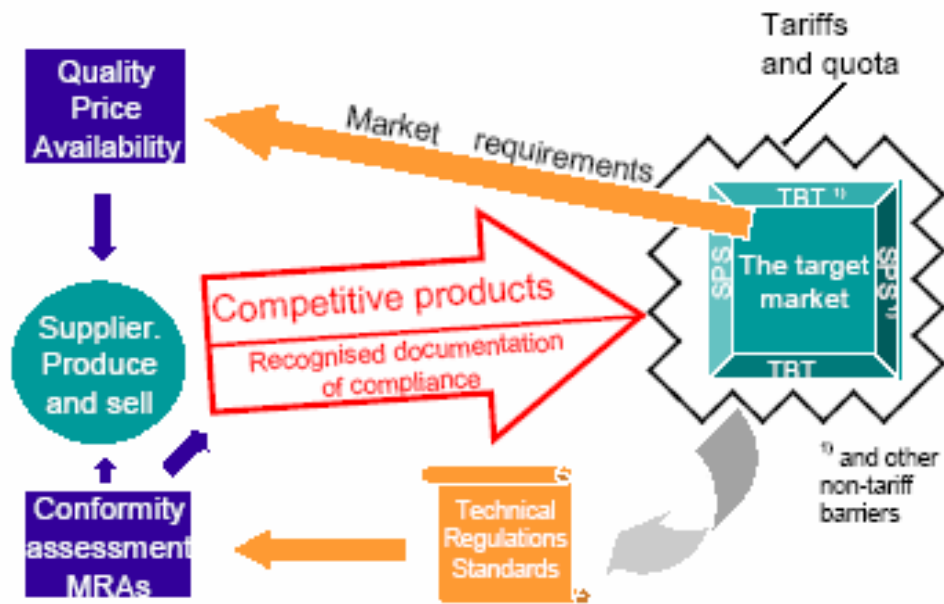 Tariffs
and quota
Quality
Price
Availability
Market requirements
TBT ¹⁾
SPS
The target
market
SPS ¹⁾
TBT
Competitive products
Recognised documentation
of compliance
Supplier.
Produce
and sell
¹⁾ and other
non-tariff
barriers
Technical
Regulations
Standards
Conformity
assessment
MRAs